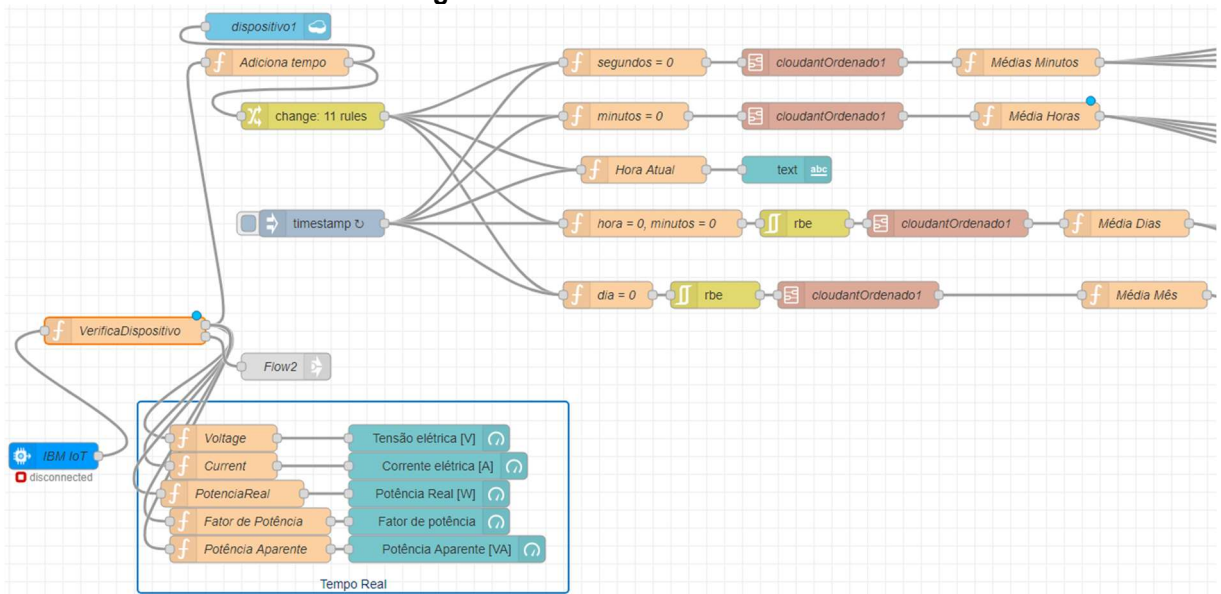 dispositivo1
Adiciona tempo
change: 11 rules
timestamp ↻
segundos = 0
cloudantOrdenado1
Médias Minutos
minutos = 0
cloudantOrdenado1
Média Horas
Hora Atual
text
abc
hora = 0, minutos = 0
rbe
cloudantOrdenado1
Média Dias
dia = 0
rbe
cloudantOrdenado1
Média Mês
VerificaDispositivo
Flow2
IBM IoT
disconnected
Voltage
Tensão elétrica [V]
Current
Corrente elétrica [A]
PotenciaReal
Potência Real [W]
Fator de Potência
Fator de potência
Potência Aparente
Potência Aparente [VA]
Tempo Real